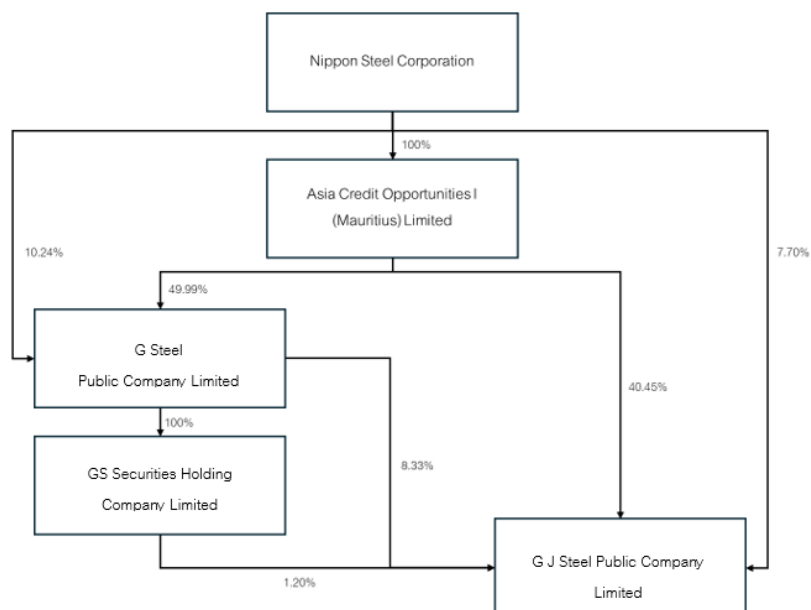 Nippon Steel Corporation
100%
Asia Credit Opportunities I
(Mauritius) Limited
10.24%
7.70%
49.99%
G Steel
Public Company Limited
40.45%
100%
8.33%
GS Securities Holding
Company Limited
G J Steel Public Company
Limited
1.20%